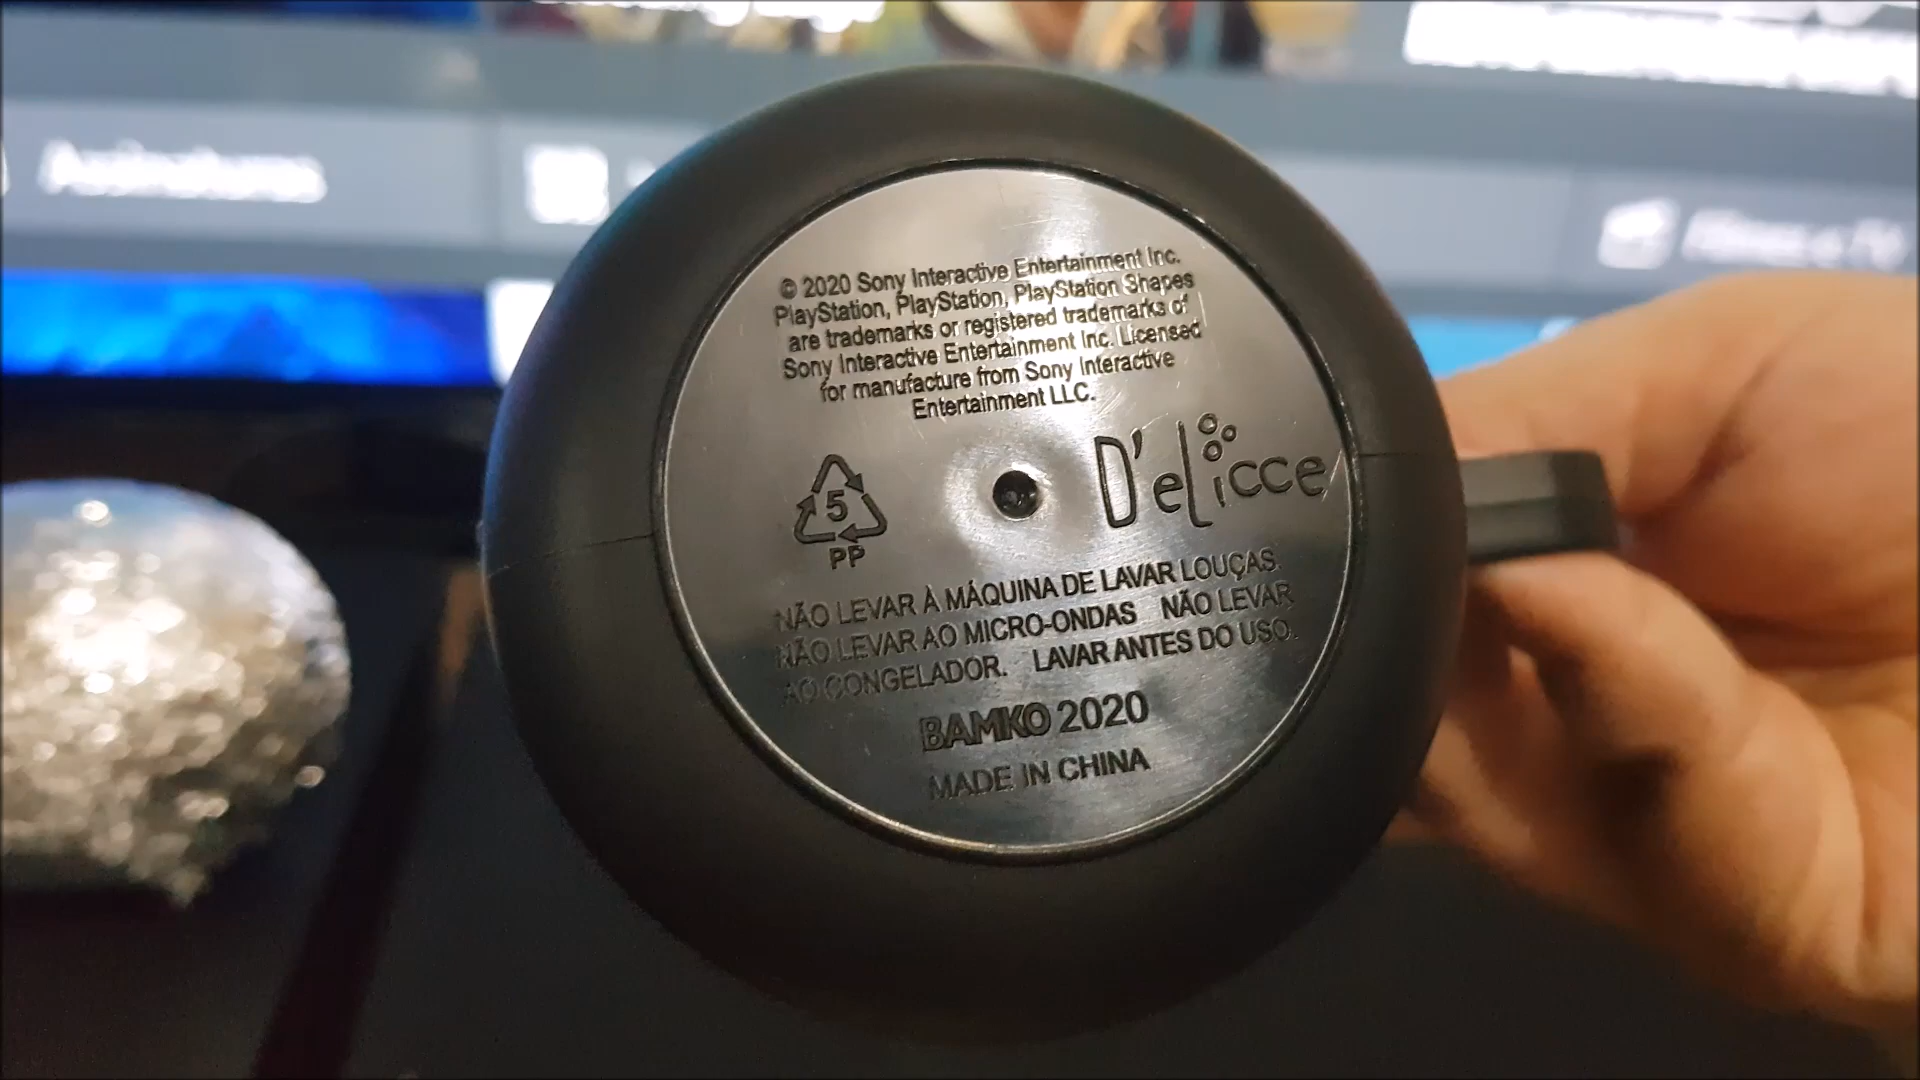 Assinaturas
© 2020 Sony Interactive Entertainment Inc.
PlayStation, PlayStation, PlayStation Shapes
are trademarks or registered trademarks of
Sony Interactive Entertainment Inc. Licensed
for manufacture from Sony Interactive
Entertainment LLC.
5
PP
D'elicce
NÃO LEVAR À MÁQUINA DE LAVAR LOUÇAS.
NÃO LEVAR AO MICRO-ONDAS NÃO LEVAR
AO CONGELADOR. LAVAR ANTES DO USO.
BAMKO 2020
MADE IN CHINA